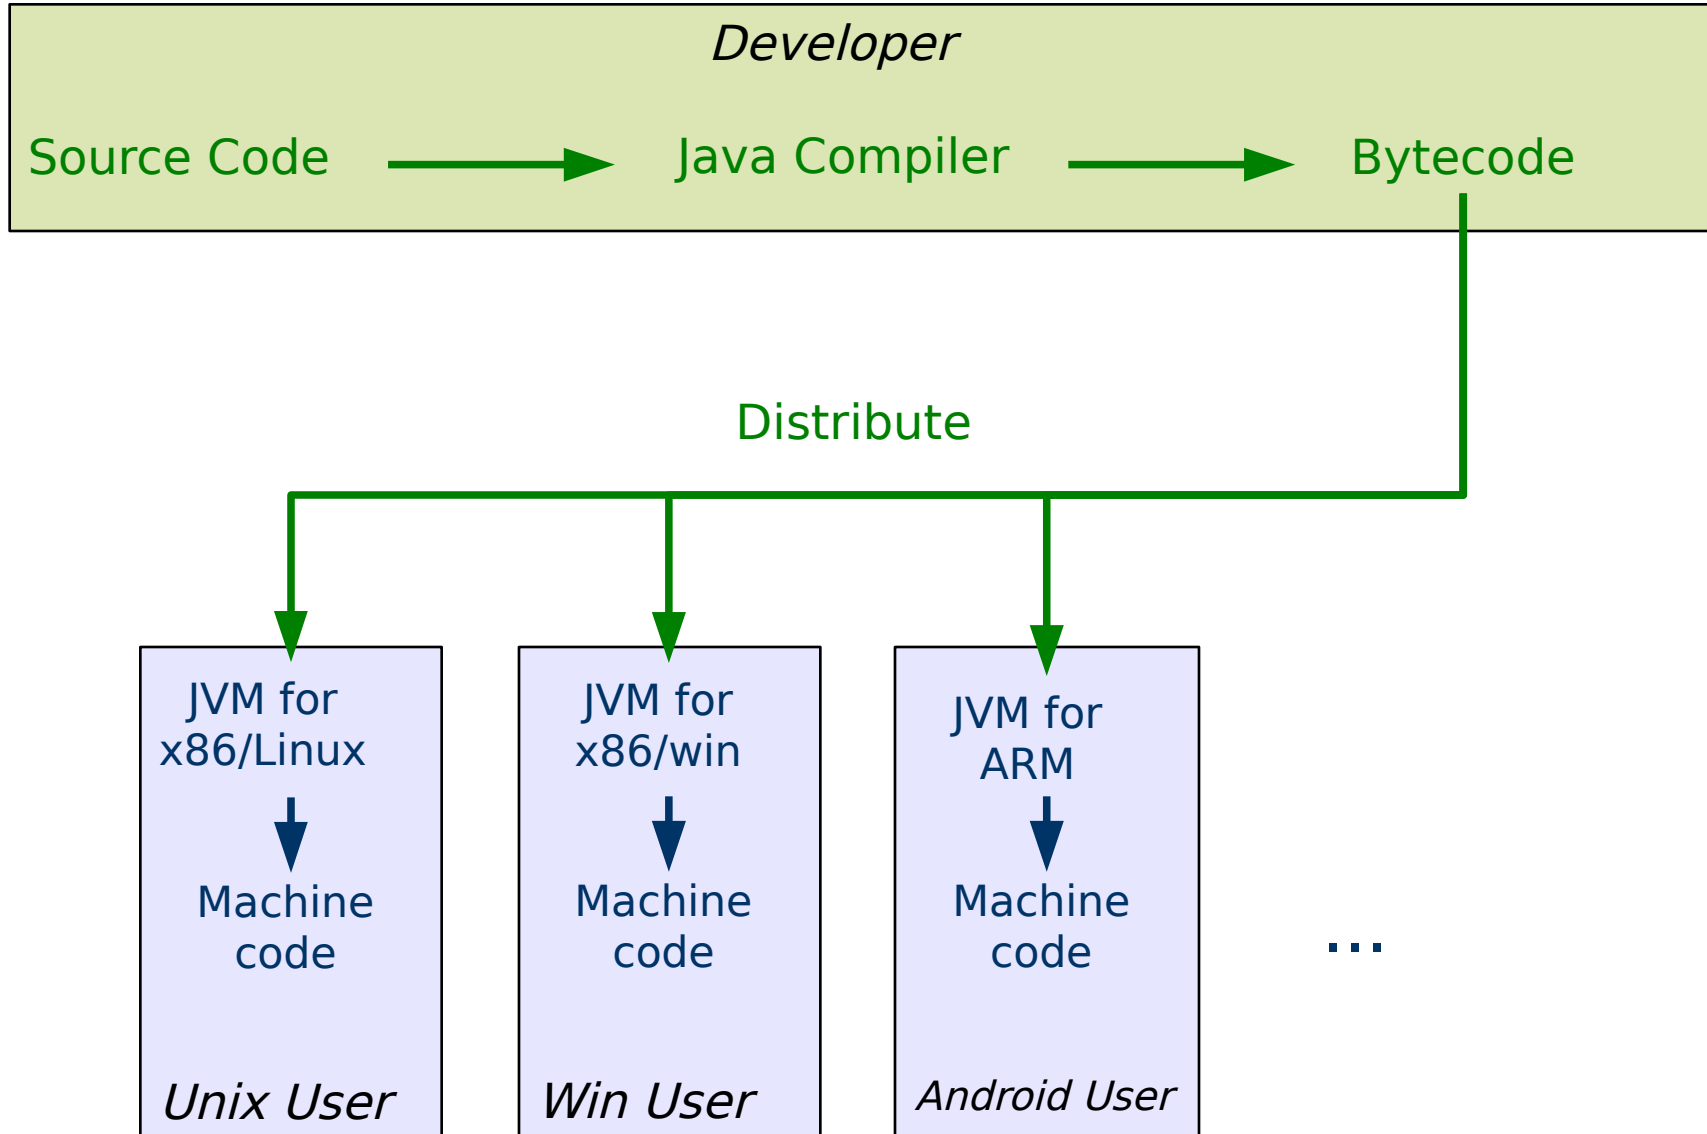 Developer
Source Code
Java Compiler
Bytecode
Distribute
JVM for
x86/Linux
Machine
code
Unix User
JVM for
x86/win
Machine
code
Win User
JVM for
ARM
Machine
code
Android User
...